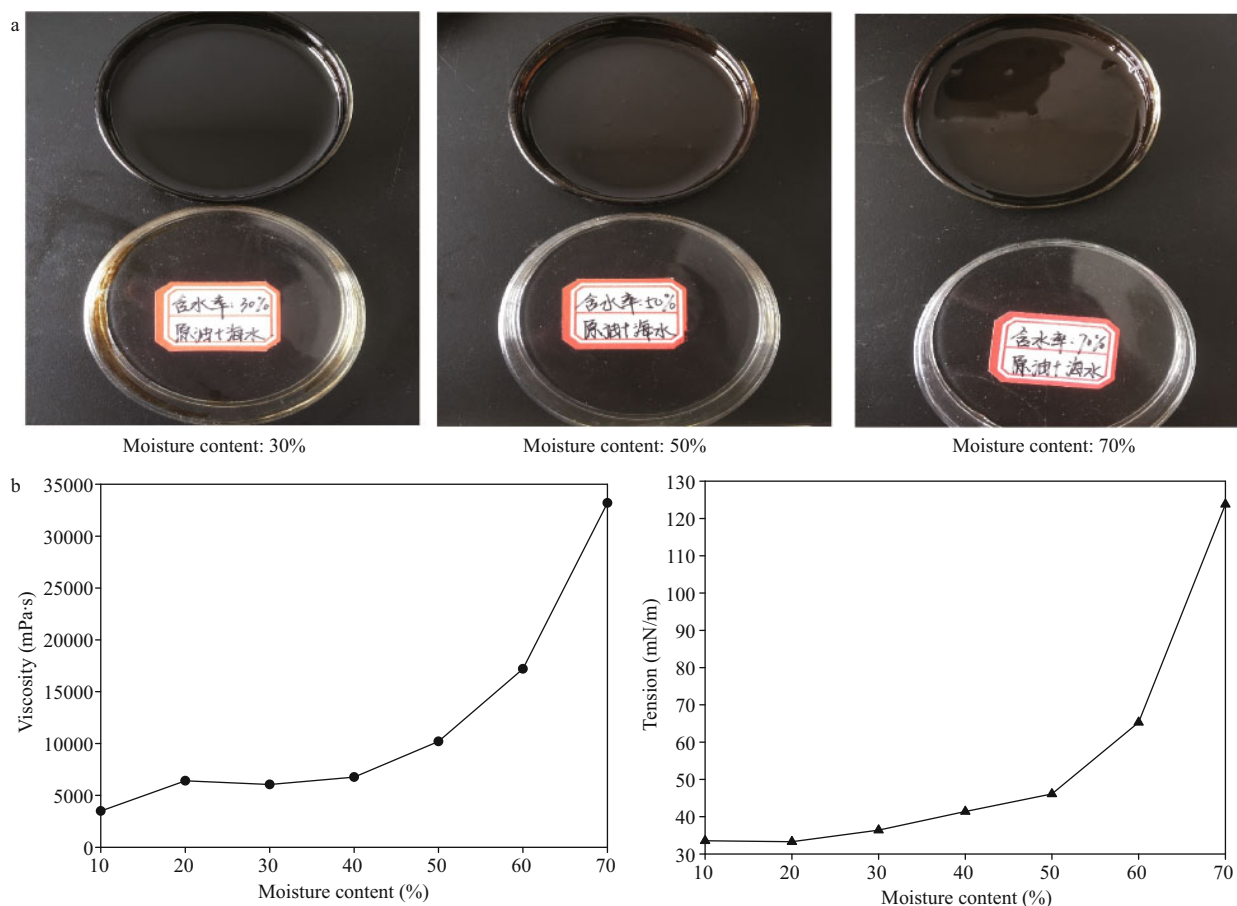 a
含水率:30%
原油+海水
含水率:50%
原油+海水
含水率:70%
原油+海水
Moisture content: 30%
Moisture content: 50%
Moisture content: 70%
b
35000
30000
25000
20000
15000
10000
5000
0
Viscosity (mPa·s)
10 20 30 40 50 60 70
Moisture content (%)
130
120
110
100
90
80
70
60
50
40
30
Tension (mN/m)
10 20 30 40 50 60 70
Moisture content (%)